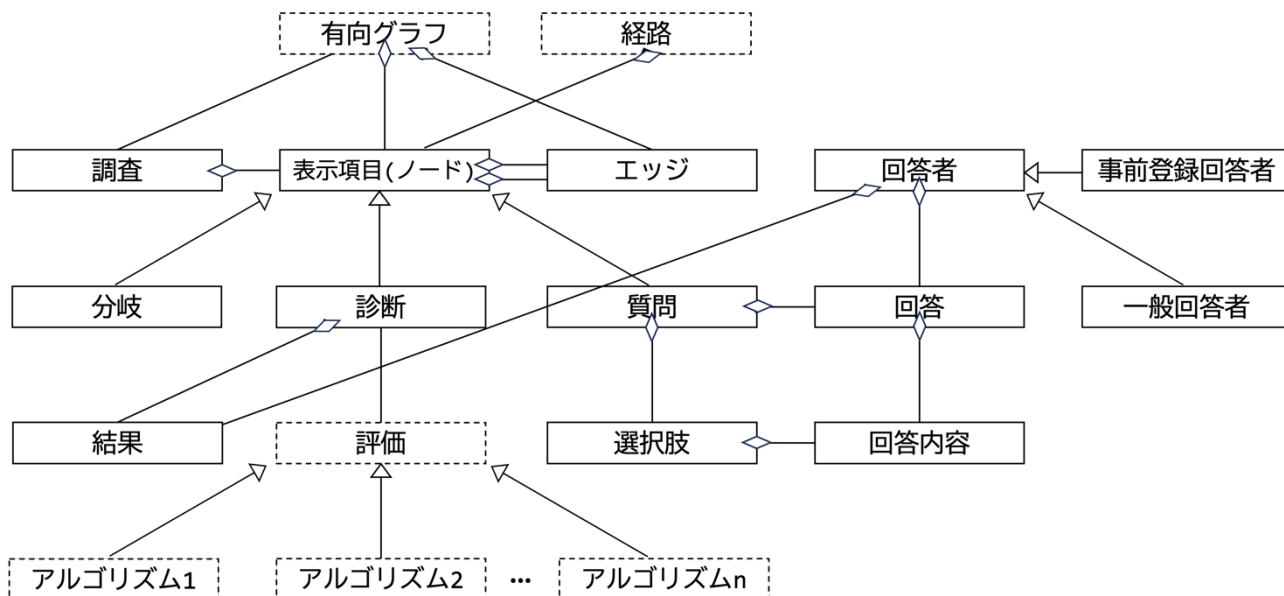 有向グラフ
経路
調査
表示項目(ノード)
エッジ
回答者
事前登録回答者
分岐
診断
質問
回答
一般回答者
結果
評価
選択肢
回答内容
アルゴリズム1
アルゴリズム2
…
アルゴリズムn